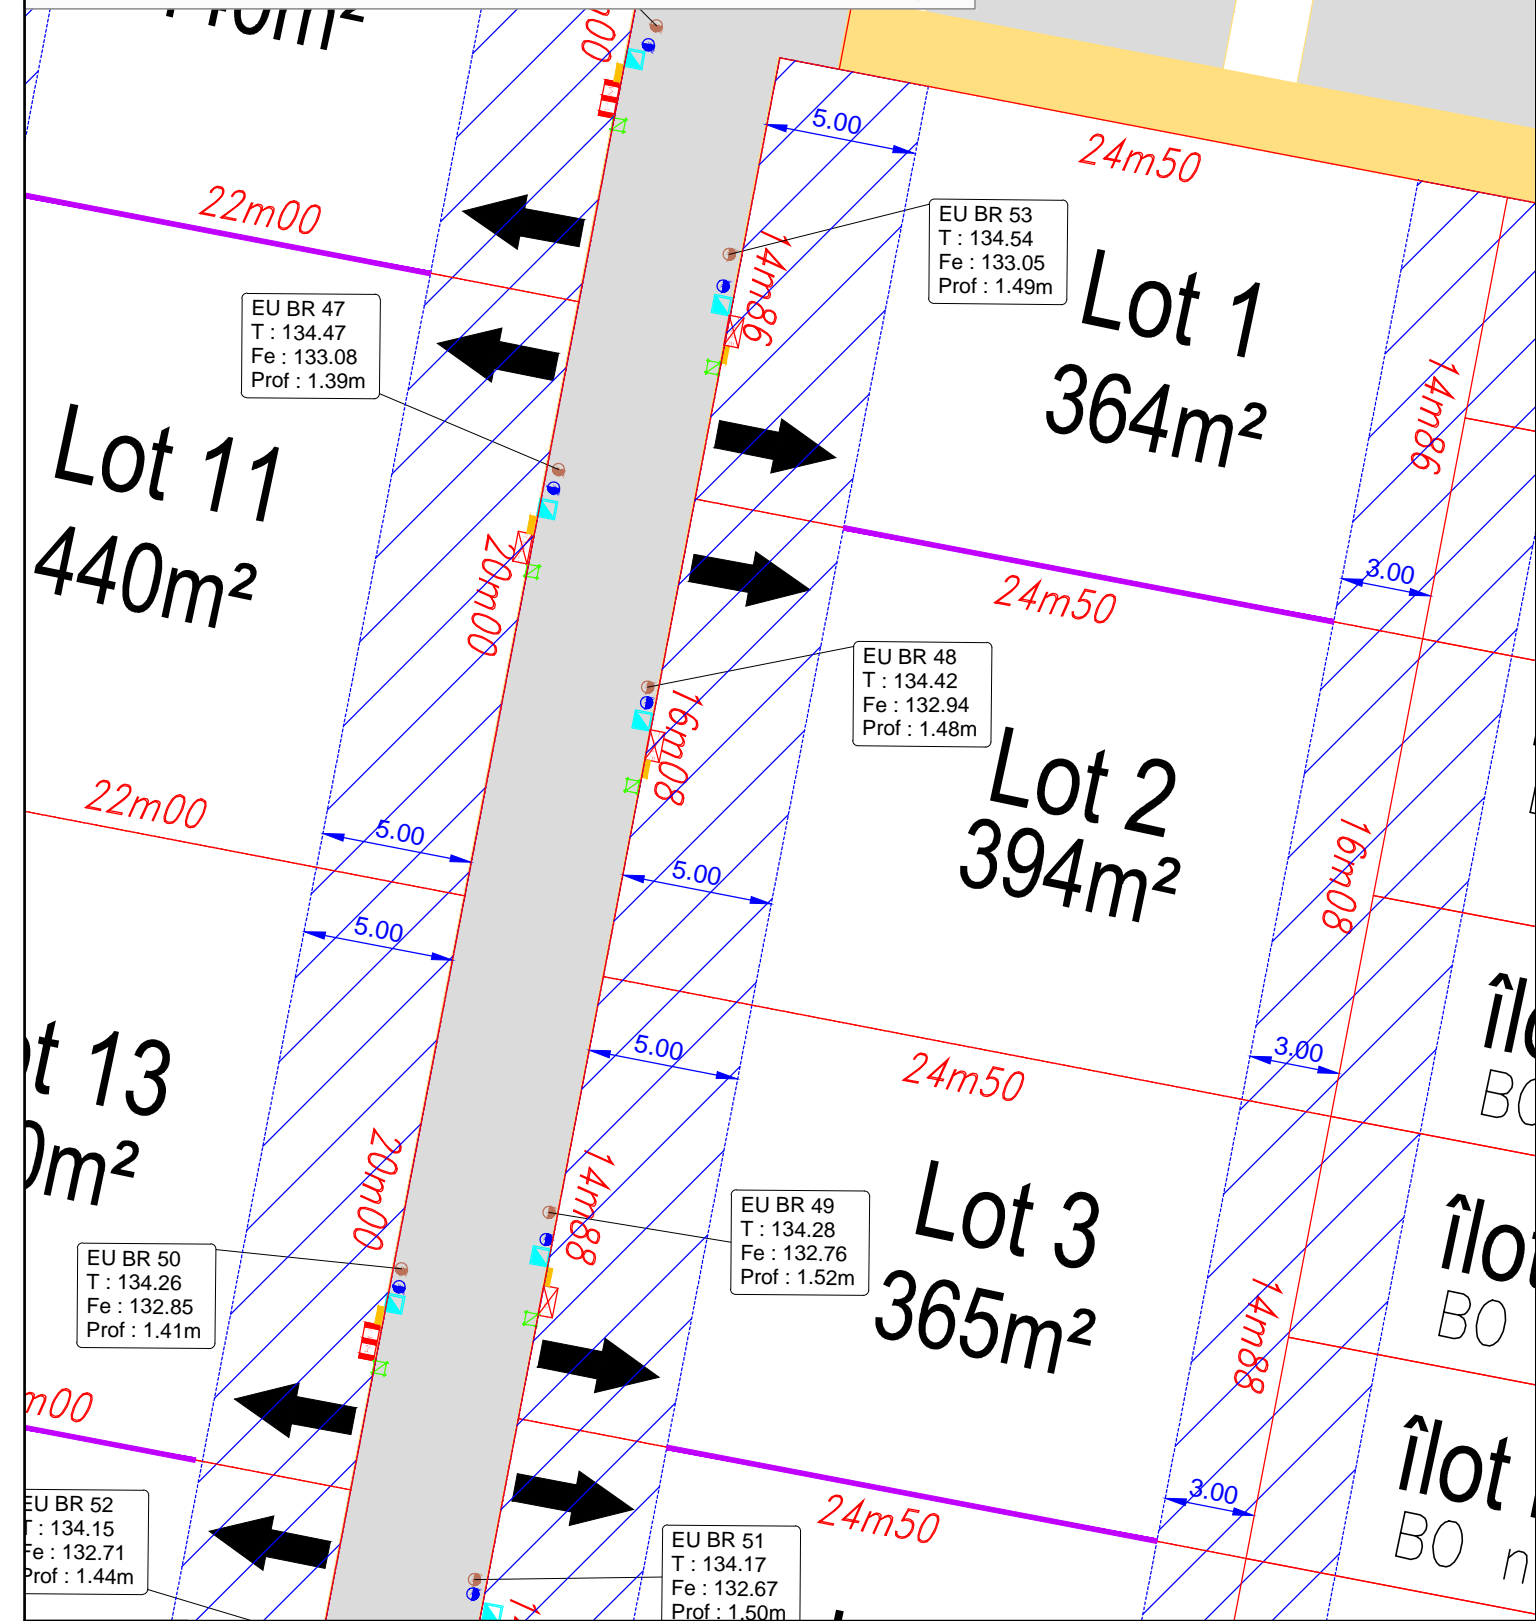 5.00
24m50
22m00
EU BR 53
T : 134.54
Fe : 133.05
Prof : 1.49m
14m86
Lot 1
364m²
EU BR 47
T : 134.47
Fe : 133.08
Prof : 1.39m
14m86
Lot 11
440m²
20m00
3.00
24m50
EU BR 48
T : 134.42
Fe : 132.94
Prof : 1.48m
16m08
Lot 2
394m²
22m00
5.00
5.00
16m08
5.00
5.00
3.00
24m50
13
20m00
14m88
EU BR 49
T : 134.28
Fe : 132.76
Prof : 1.52m
Lot 3
365m²
EU BR 50
T : 134.26
Fe : 132.85
Prof : 1.41m
îlot
BO
14m88
îlot
BO
3.00
24m50
EU BR 52
T : 134.15
Fe : 132.71
Prof : 1.44m
EU BR 51
T : 134.17
Fe : 132.67
Prof : 1.50m